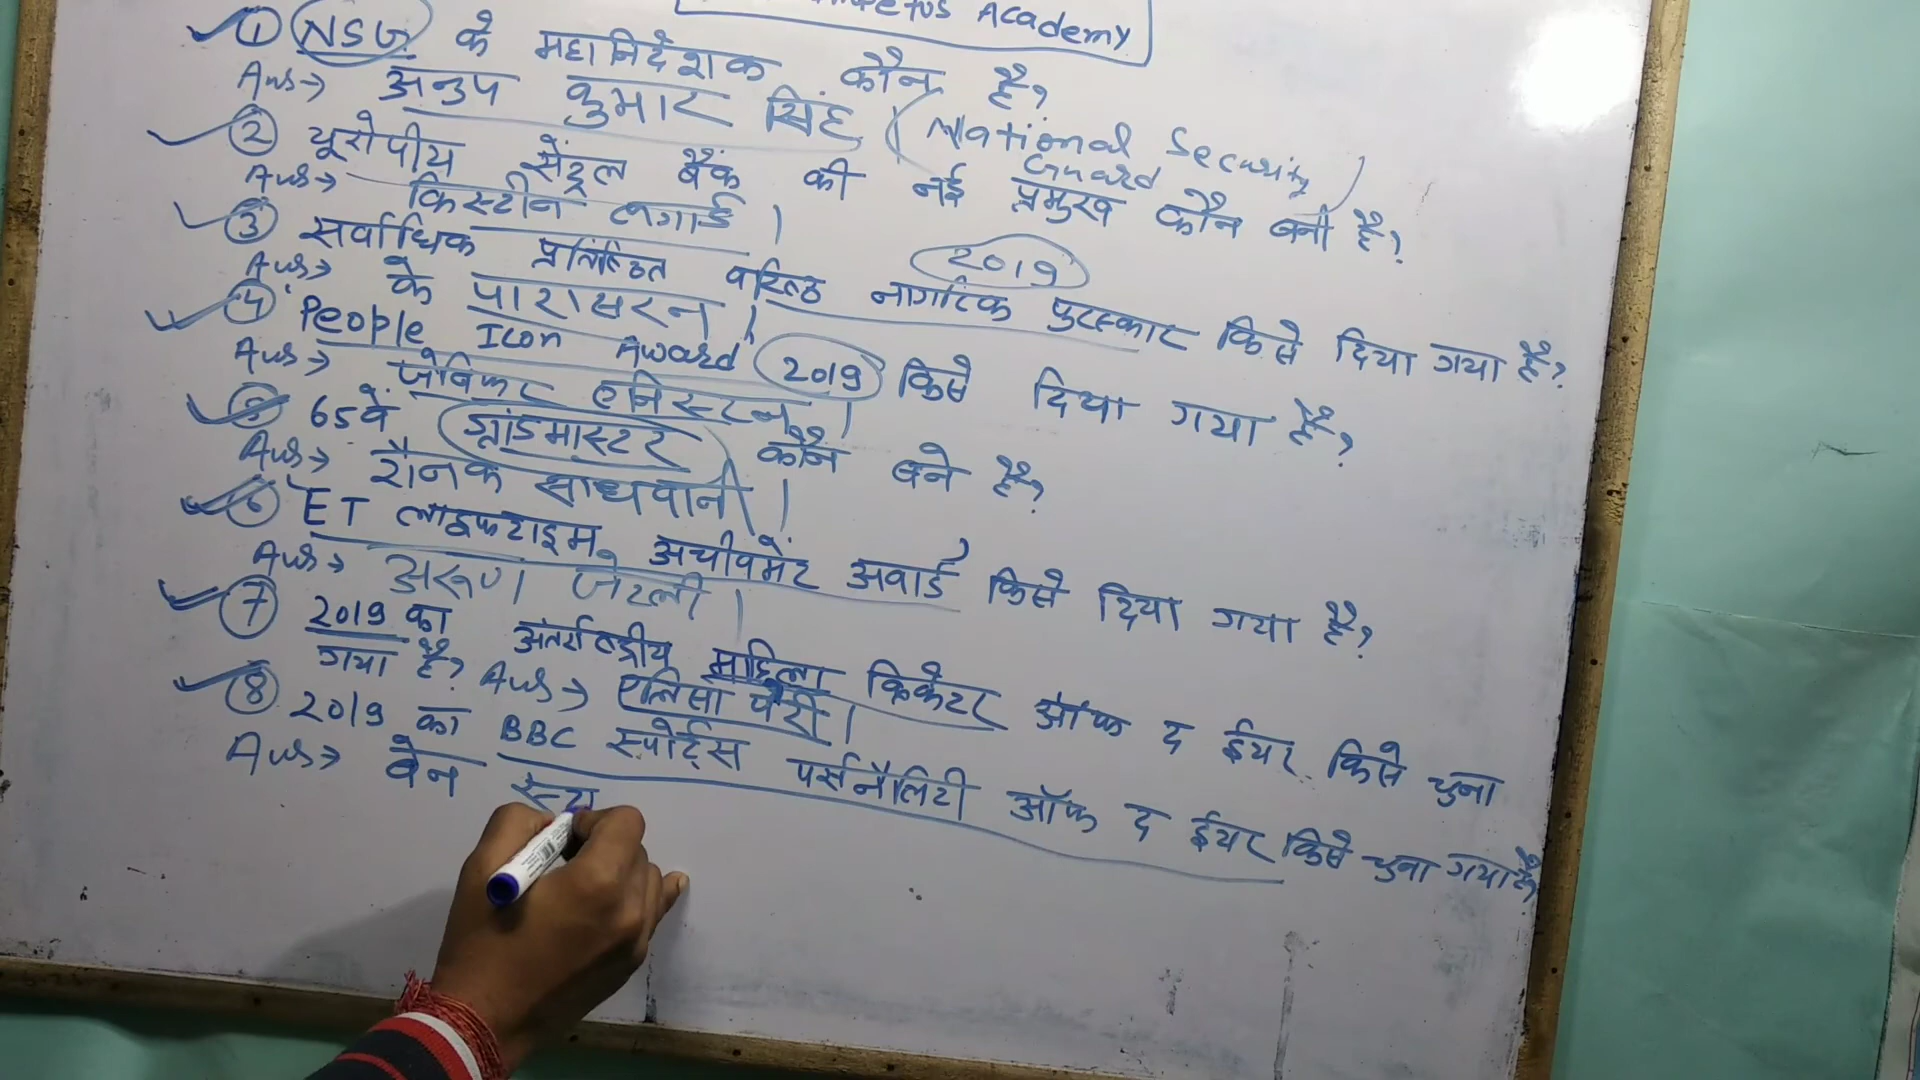 Academy
① NSG के महानिदेशक कौन है?
Ans→ अनुप कुमार सिंह (National Security Guard)
② यूरोपीय सेंट्रल बैंक की नई प्रमुख कौन बनी है?
Ans→ किस्टीन लगार्ड।
③ सर्वाधिक प्रतिष्ठित वरिष्ठ नागरिक पुरस्कार 2019 किसे दिया गया है?
Ans→ के पारासरन।
④ People Icon Award 2019 किसे दिया गया है?
Ans→ जेनिफर एनिस्टन।
65वें ग्रांडमास्टर कौन बने है?
Ans→ रौनक साधवानी।
⑥ ET लाइफटाइम अचीवमेंट अवार्ड किसे दिया गया है?
Ans→ अरूण जेटली।
⑦ 2019 का अंतर्राष्ट्रीय महिला क्रिकेटर ऑफ द ईयर किसे चुना
गया है? Ans→ एलिसा पेरी।
⑧ 2019 का BBC स्पोर्ट्स पर्सनैलिटी ऑफ द ईयर किसे चुना गया है?
Ans→ बेन स्टा